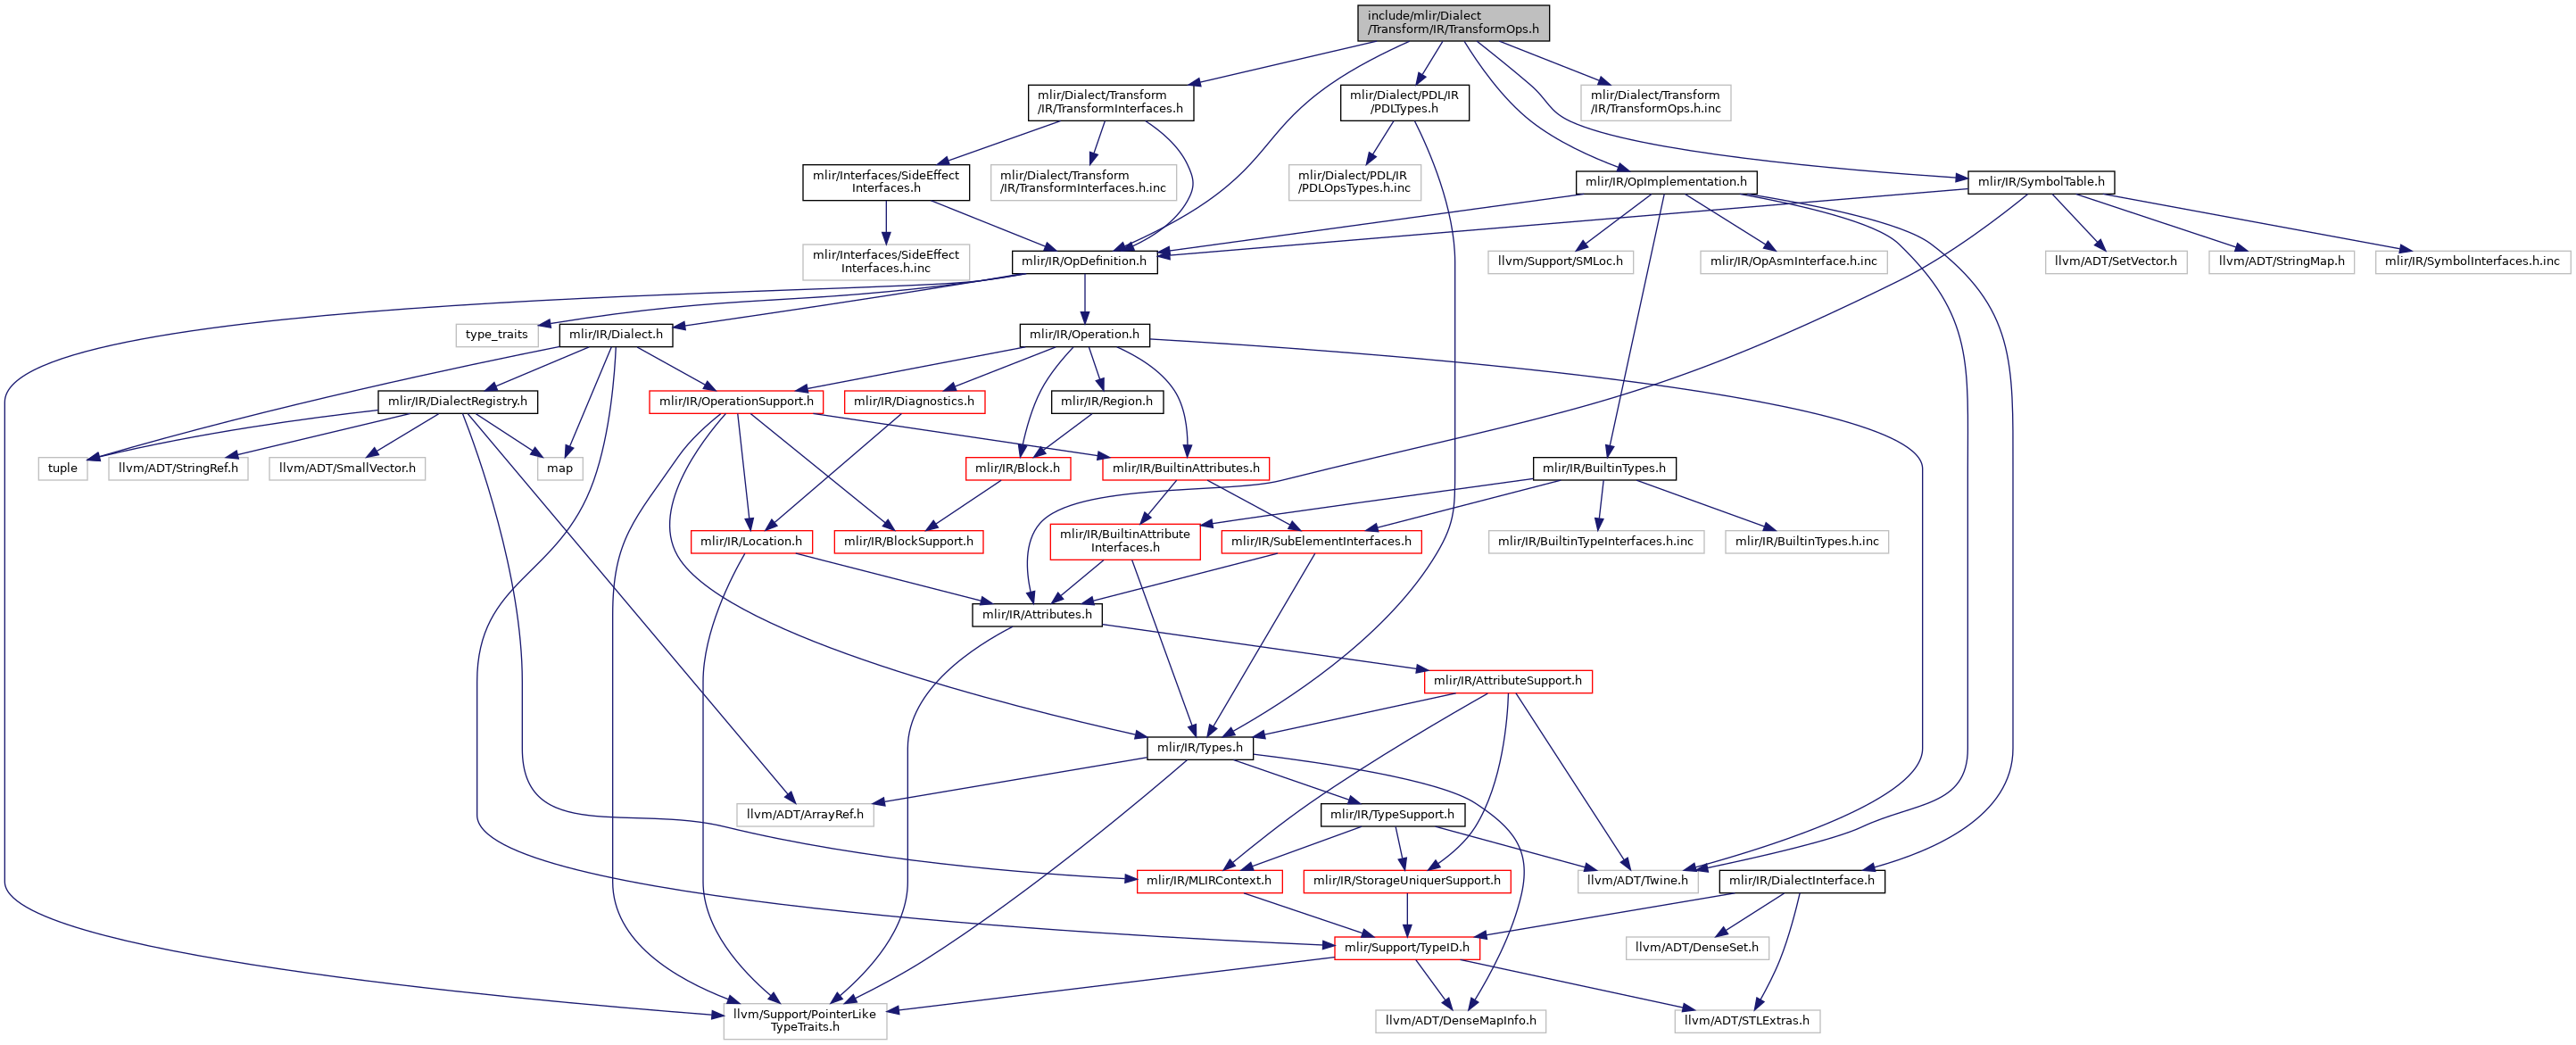 include/mlir/Dialect
/Transform/IR/TransformOps.h
mlir/Dialect/Transform
/IR/TransformInterfaces.h
mlir/Dialect/PDL/IR
/PDLTypes.h
mlir/Dialect/Transform
/IR/TransformOps.h.inc
mlir/Interfaces/SideEffect
Interfaces.h
mlir/Dialect/Transform
/IR/TransformInterfaces.h.inc
mlir/Dialect/PDL/IR
/PDLOpsTypes.h.inc
mlir/IR/OpImplementation.h
mlir/IR/SymbolTable.h
mlir/Interfaces/SideEffect
Interfaces.h.inc
mlir/IR/OpDefinition.h
llvm/Support/SMLoc.h
mlir/IR/OpAsmInterface.h.inc
llvm/ADT/SetVector.h
llvm/ADT/StringMap.h
mlir/IR/SymbolInterfaces.h.inc
type_traits
mlir/IR/Dialect.h
mlir/IR/Operation.h
mlir/IR/DialectRegistry.h
mlir/IR/OperationSupport.h
mlir/IR/Diagnostics.h
mlir/IR/Region.h
tuple
llvm/ADT/StringRef.h
llvm/ADT/SmallVector.h
map
mlir/IR/Block.h
mlir/IR/BuiltinAttributes.h
mlir/IR/BuiltinTypes.h
mlir/IR/Location.h
mlir/IR/BlockSupport.h
mlir/IR/BuiltinAttribute
Interfaces.h
mlir/IR/SubElementInterfaces.h
mlir/IR/BuiltinTypeInterfaces.h.inc
mlir/IR/BuiltinTypes.h.inc
mlir/IR/Attributes.h
mlir/IR/AttributeSupport.h
mlir/IR/Types.h
llvm/ADT/ArrayRef.h
mlir/IR/TypeSupport.h
mlir/IR/MLIRContext.h
mlir/IR/StorageUniquerSupport.h
llvm/ADT/Twine.h
mlir/IR/DialectInterface.h
mlir/Support/TypeID.h
llvm/ADT/DenseSet.h
llvm/Support/PointerLike
TypeTraits.h
llvm/ADT/DenseMapInfo.h
llvm/ADT/STLExtras.h